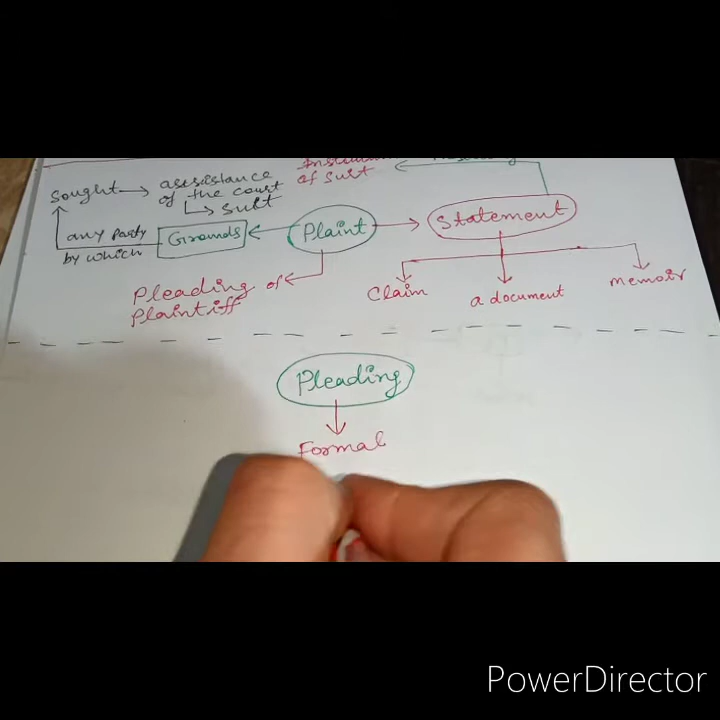 of suit
sought
assistance
of the court
suit
any party
by which
Grounds
Plaint
Statement
Pleading of
Plaintiff
Claim
a document
memoir
Pleading
Formal
PowerDirector